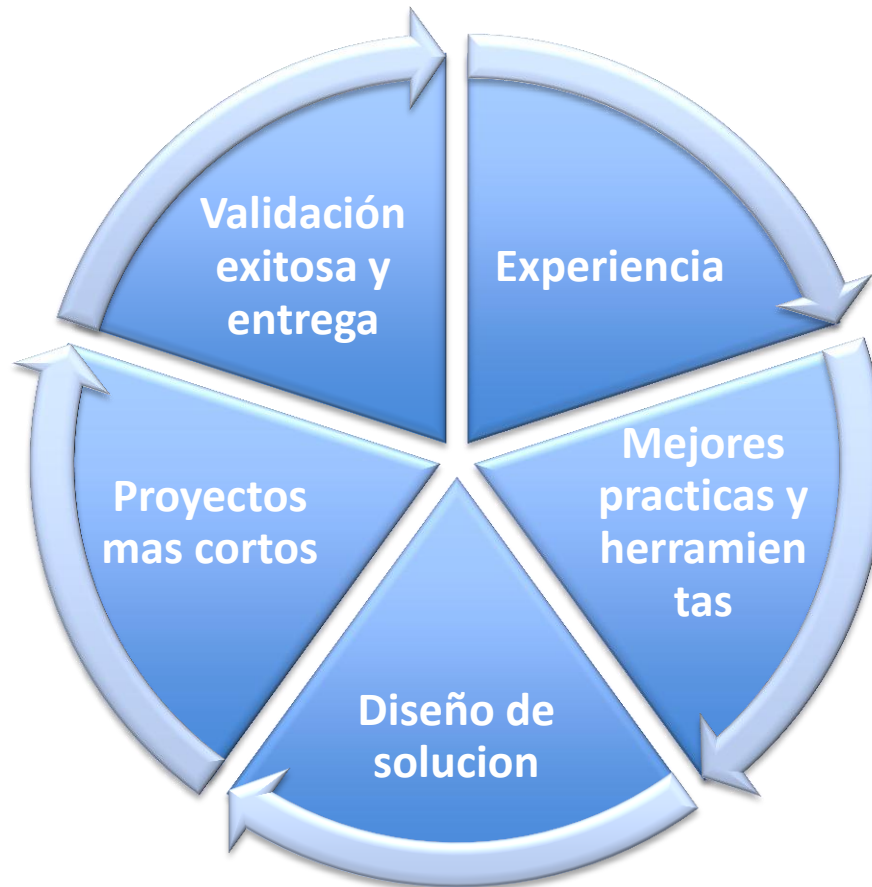 Experiencia
Mejores
practicas y
herramien
tas
Diseño de
solucion
Proyectos
mas cortos
Validación
exitosa y
entrega